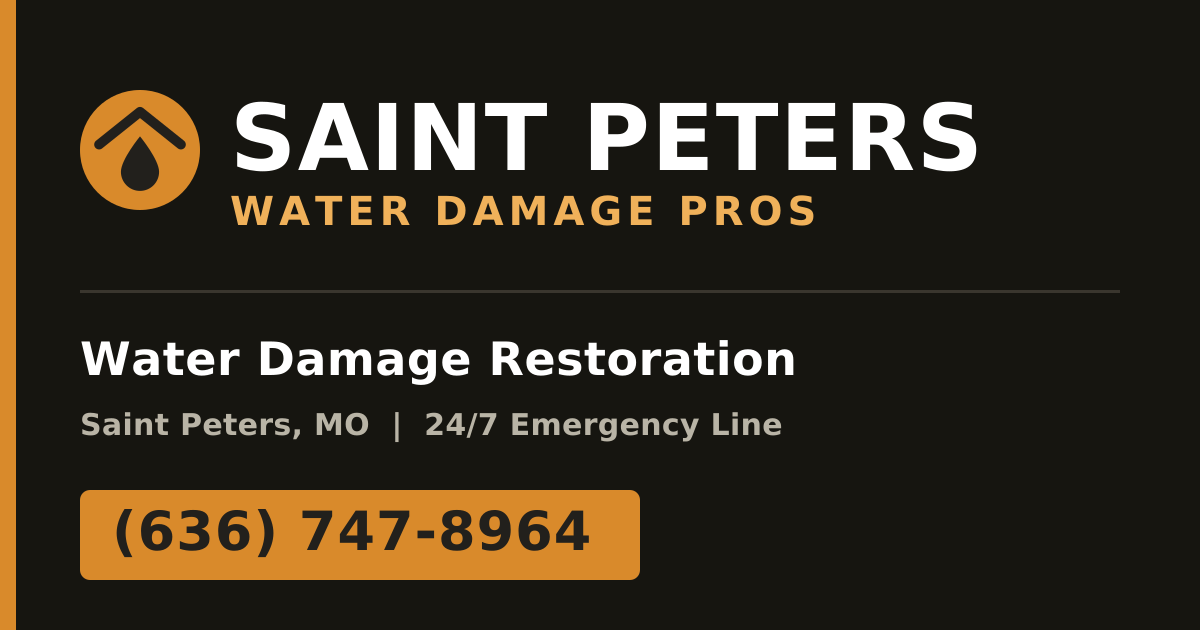 SAINT PETERS
WATER DAMAGE PROS
Water Damage Restoration
Saint Peters, MO | 24/7 Emergency Line
(636) 747-8964